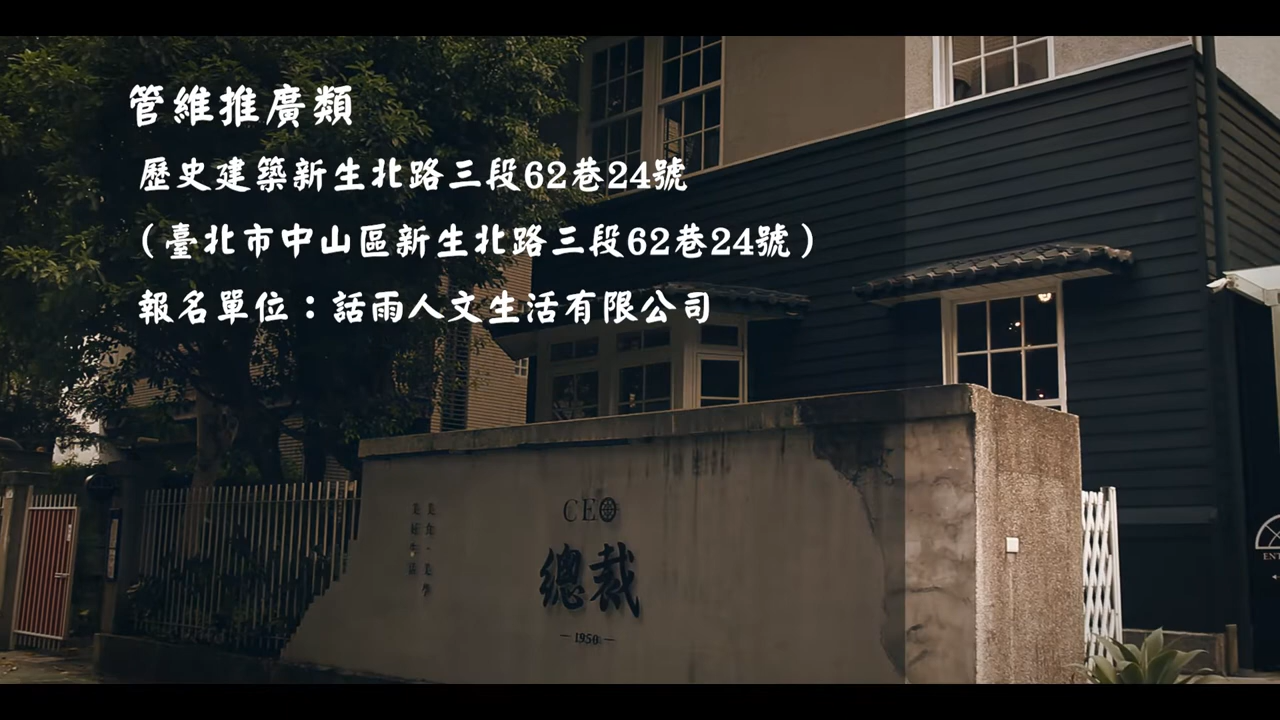 管維推廣類
歷史建築新生北路三段62巷24號
（臺北市中山區新生北路三段62巷24號）
報名單位：話雨人文生活有限公司
CEO
總裁
1950